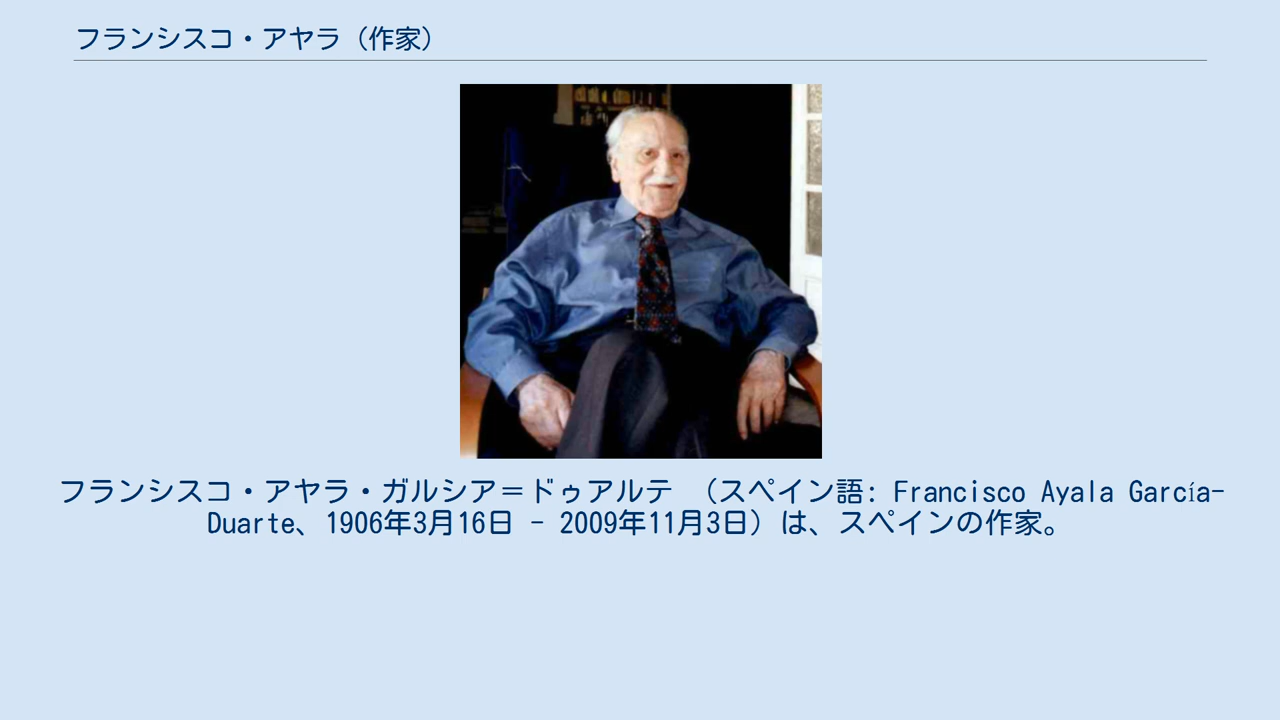 フランシスコ・アヤラ（作家）
フランシスコ・アヤラ・ガルシア＝ドゥアルテ　（スペイン語: Francisco Ayala García-
Duarte、1906年3月16日 - 2009年11月3日）は、スペインの作家。